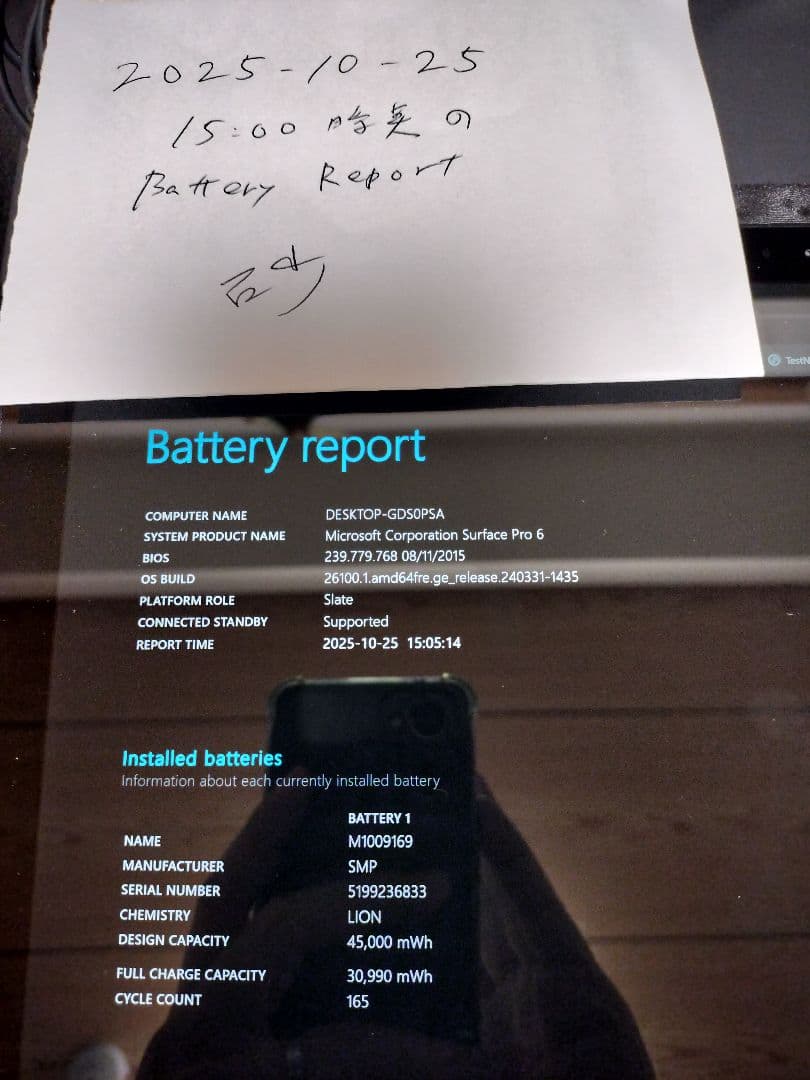 2025-10-25
15:00 時点の
Battery Report
TestN
Battery report
COMPUTER NAME DESKTOP-GDS0PSA
SYSTEM PRODUCT NAME Microsoft Corporation Surface Pro 6
BIOS 239.779.768 08/11/2015
OS BUILD 26100.1.amd64fre.ge_release.240331-1435
PLATFORM ROLE Slate
CONNECTED STANDBY Supported
REPORT TIME 2025-10-25 15:05:14
Installed batteries
Information about each currently installed battery
BATTERY 1
NAME M1009169
MANUFACTURER SMP
SERIAL NUMBER 5199236833
CHEMISTRY LION
DESIGN CAPACITY 45,000 mWh
FULL CHARGE CAPACITY 30,990 mWh
CYCLE COUNT 165